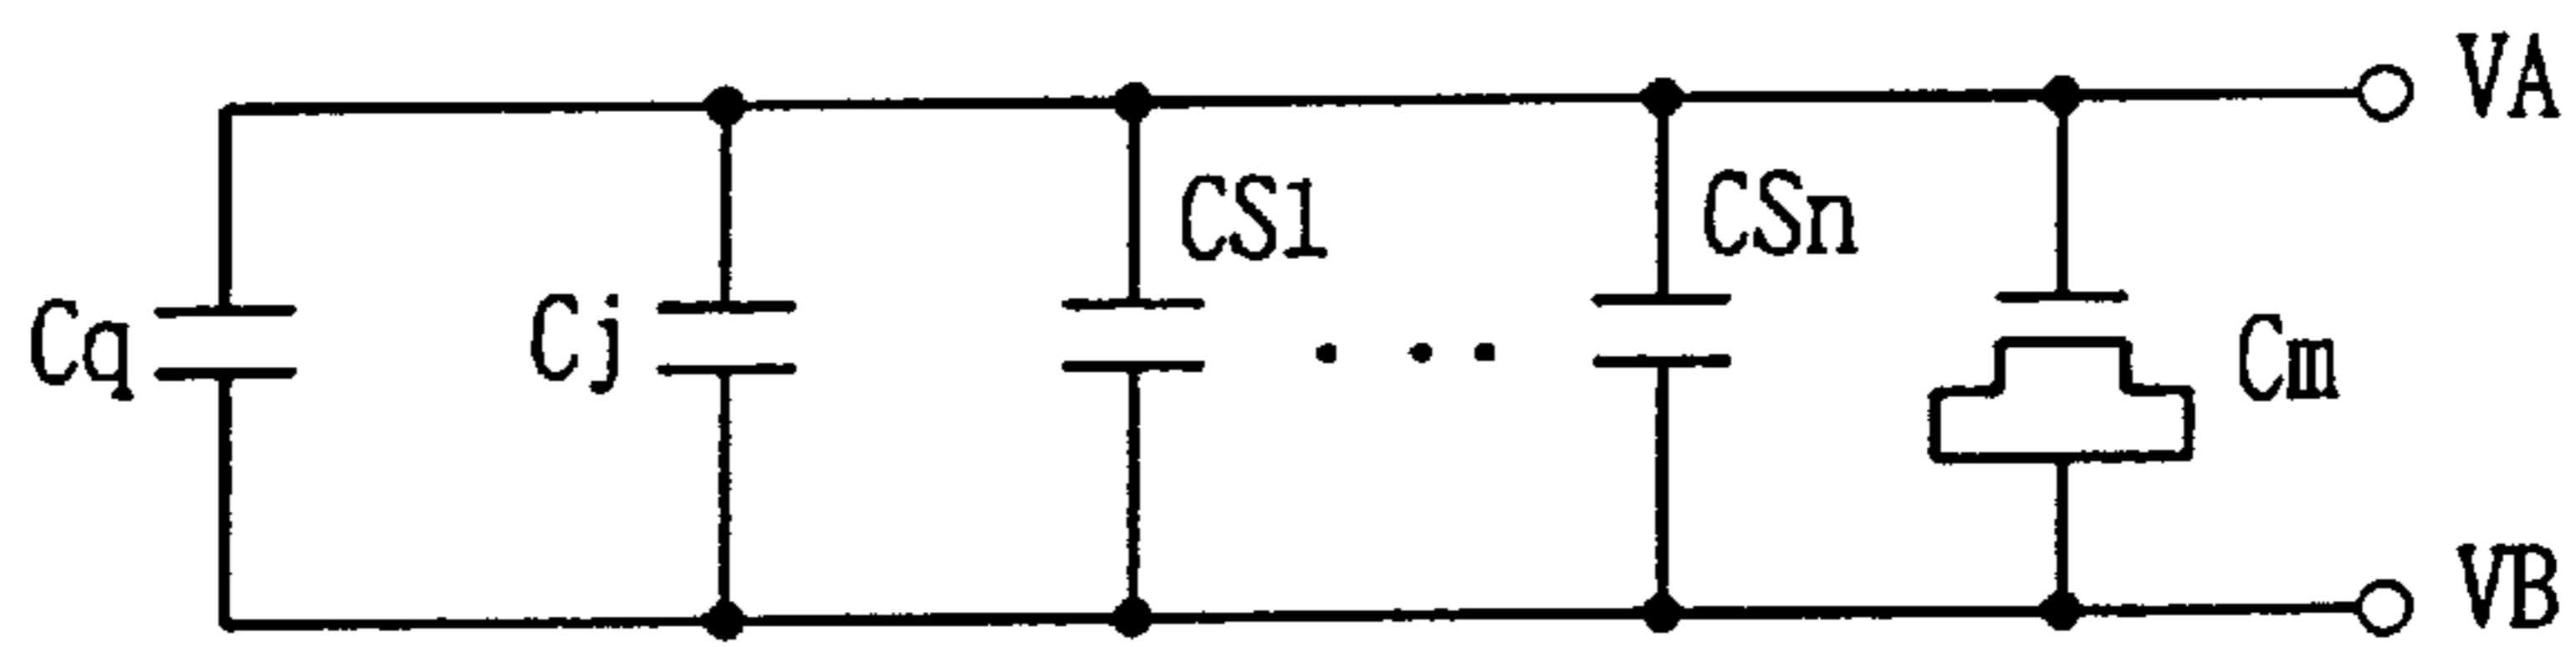 VA
CS1
CSn
Cq
Cj
. . .
Cm
VB